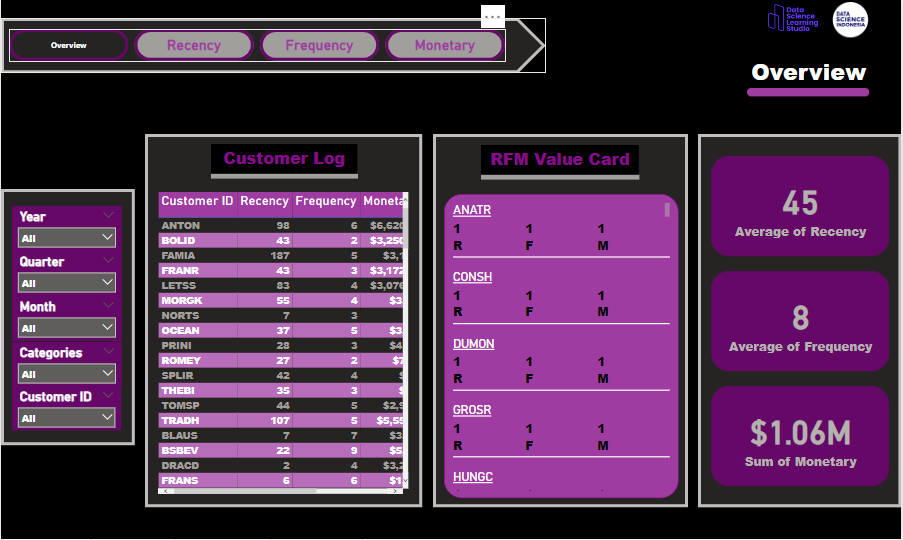 ...
Overview Recency Frequency Monetary
Data
Science
Learning
Studio
DATA
SCIENCE
INDONESIA
Overview
Year
All
Quarter
All
Month
All
Categories
All
Customer ID
All
Customer Log
Customer ID Recency Frequency Moneta
ANTON 98 6 $6,620
BOLID 43 2 $3,250
FAMIA 187 5 $3,1
FRANR 43 3 $3,172
LETSS 83 4 $3,076
MORGK 55 4 $3
NORTS 7 3
OCEAN 37 5 $3
PRINI 28 3 $4
ROMEY 27 2 $7
SPLIR 42 4 $
THEBI 35 3 $
TOMSP 44 5 $2,9
TRADH 107 5 $5,55
BLAUS 7 7 $3
BSBEV 22 9 $5
DRACD 2 4 $3,2
FRANS 6 6 $1
RFM Value Card
ANATR
1 1 1
R F M
CONSH
1 1 1
R F M
DUMON
1 1 1
R F M
GROSR
1 1 1
R F M
HUNGC
45
Average of Recency
8
Average of Frequency
$1.06M
Sum of Monetary